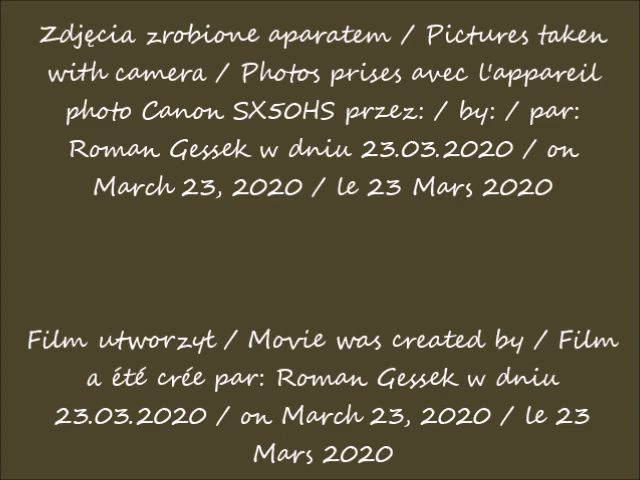 Zdjęcia zrobione aparatem / Pictures taken
with camera / Photos prises avec l'appareil
photo Canon SX50HS przez: / by: / par:
Roman Gessek w dniu 23.03.2020 / on
March 23, 2020 / le 23 Mars 2020
Film utworzył / Movie was created by / Film
a été crée par: Roman Gessek w dniu
23.03.2020 / on March 23, 2020 / le 23
Mars 2020